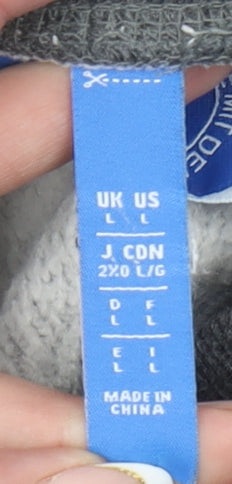 UK US
L L
J CDN
2XO L/G
D F
L L
E I
L L
MADE IN
CHINA